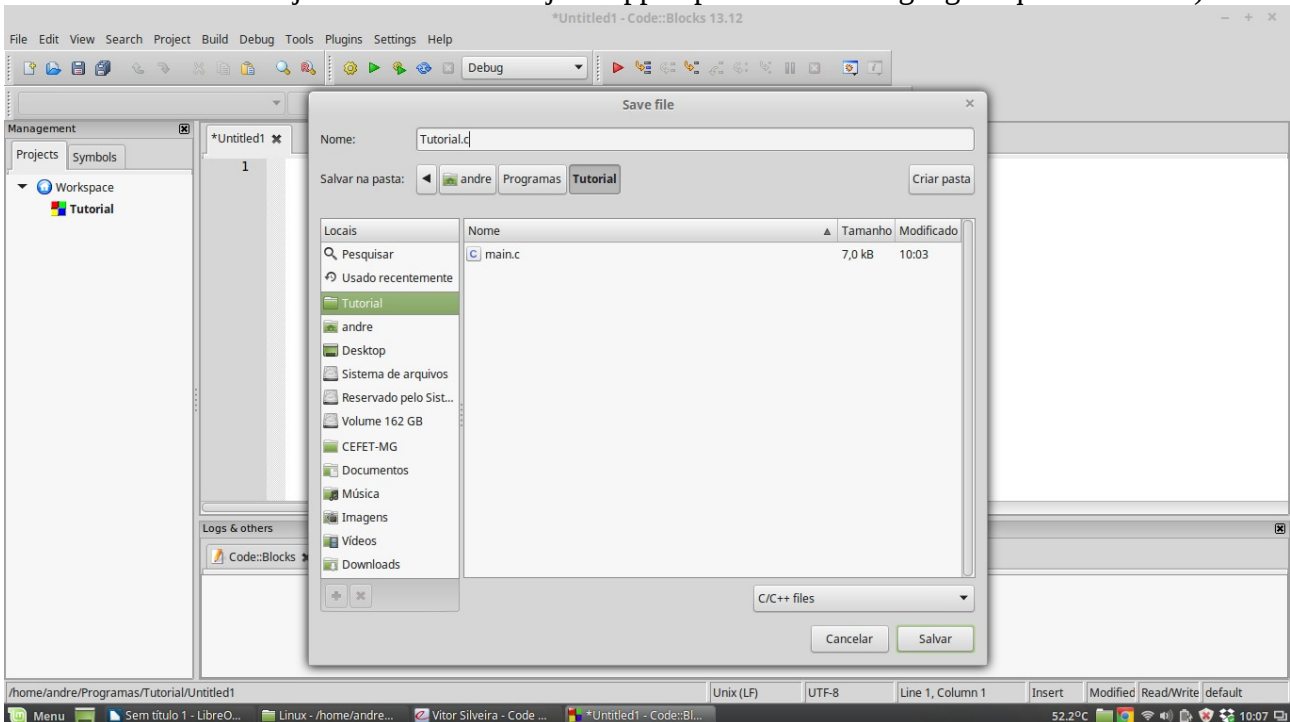 *Untitled1 - Code::Blocks 13.12
File Edit View Search Project Build Debug Tools Plugins Settings Help
Debug
Save file
Management
*Untitled1
Nome: Tutorial.c
Projects Symbols
1
Salvar na pasta: andre Programas Tutorial Criar pasta
Workspace
Tutorial
Locais Nome Tamanho Modificado
Pesquisar main.c 7,0 kB 10:03
Usado recentemente
Tutorial
andre
Desktop
Sistema de arquivos
Reservado pelo Sist...
Volume 162 GB
CEFET-MG
Documentos
Música
Imagens
Vídeos
Downloads
Logs & others
Code::Blocks
C/C++ files
Cancelar Salvar
/home/andre/Programas/Tutorial/Untitled1 Unix (LF) UTF-8 Line 1, Column 1 Insert Modified Read/Write default
Menu Sem título 1 - LibreO... Linux - /home/andre... Vitor Silveira - Code ... *Untitled1 - Code::Bl... 52.2ºC 10:07